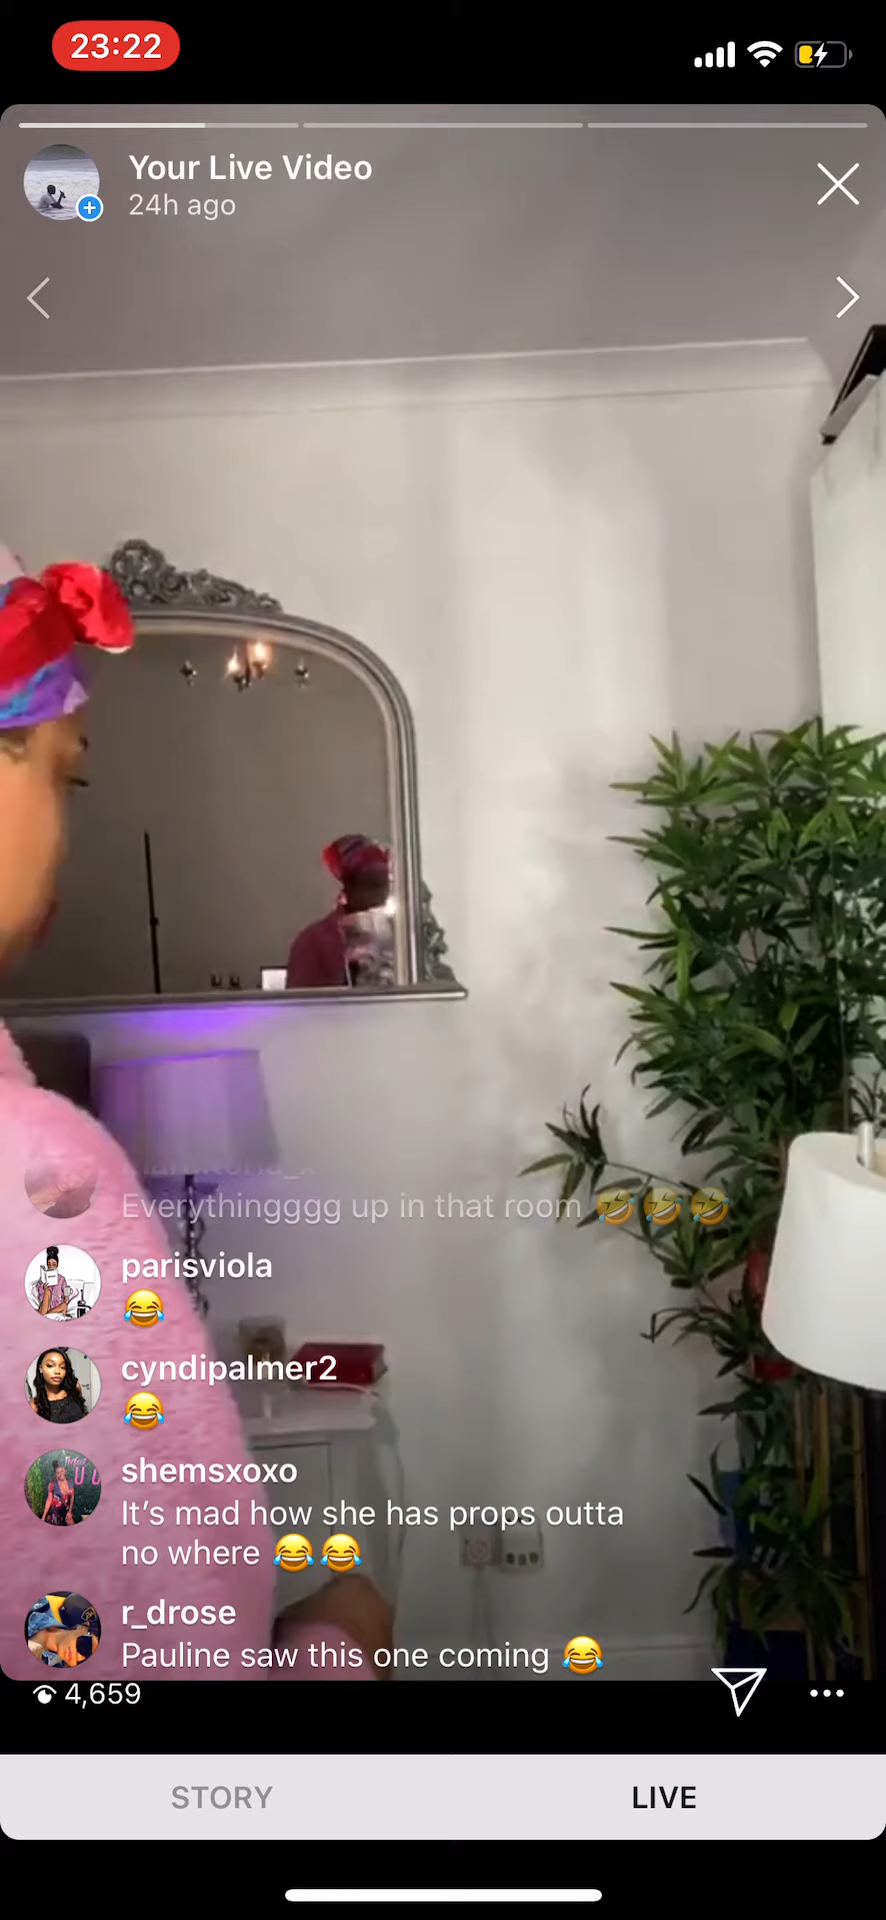 23:22
Your Live Video
24h ago
Everythingggg up in that room 🤣🤣🤣
parisviola
😂
cyndipalmer2
😂
shemsxoxo
It's mad how she has props outta
no where 😂😂
r_drose
Pauline saw this one coming 😂
4,659
STORY
LIVE